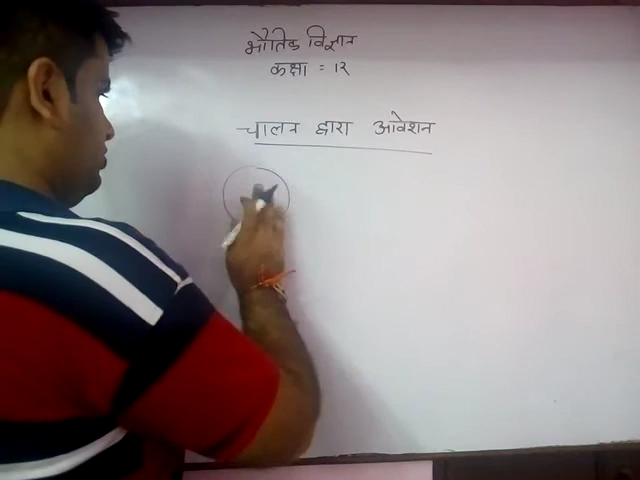 भौतिक विज्ञान
कक्षा = १२
चालन द्वारा आवेशन